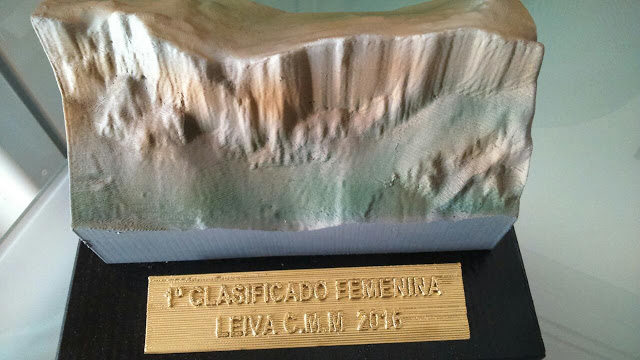 1º CLASIFICADO FEMENINA
LEIVA C.M.M 2016